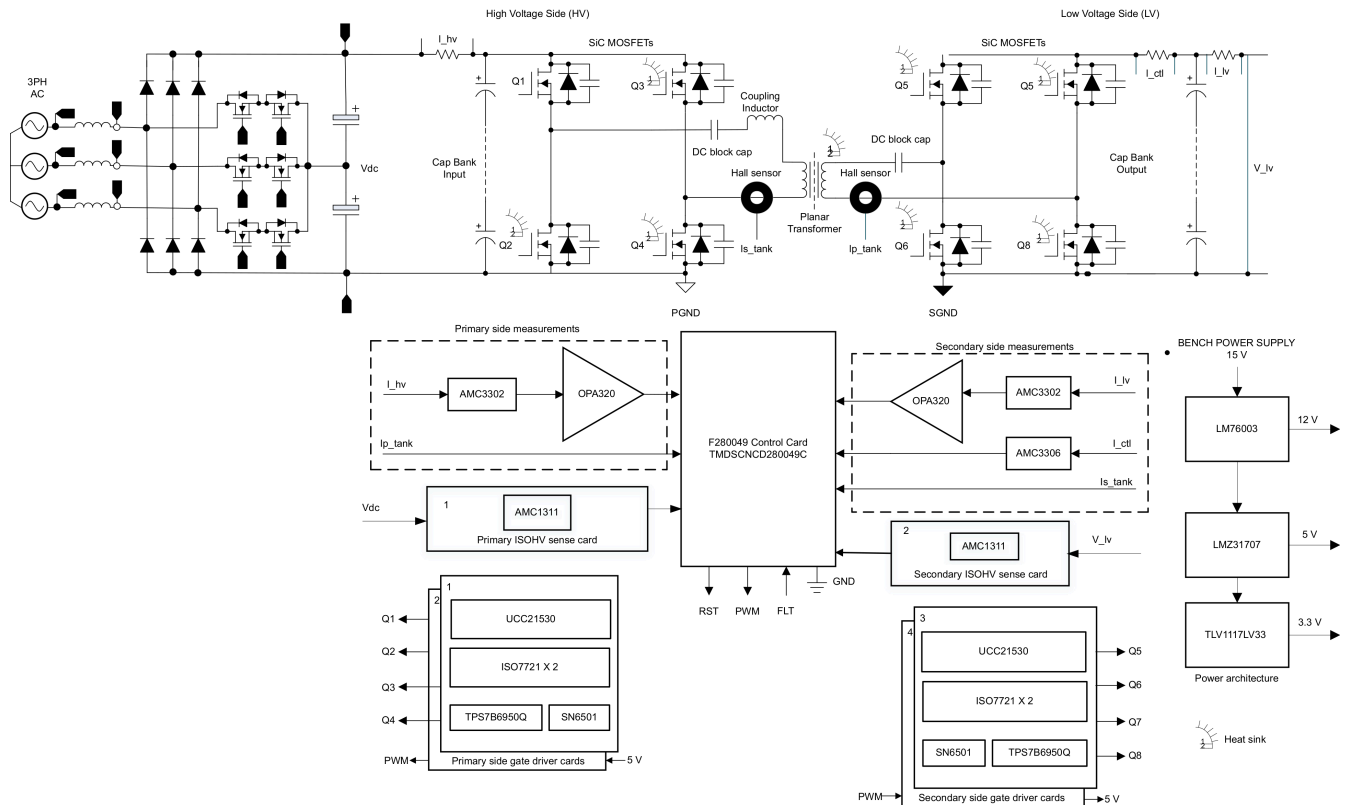 High Voltage Side (HV)
Low Voltage Side (LV)
I_hv
SiC MOSFETs
SiC MOSFETs
I_ctl
I_lv
3PH
AC
Q1
Q3
Q5
Q5
Coupling
Inductor
DC block cap
DC block cap
Vdc
Cap Bank
Input
Cap Bank
Output
V_lv
Hall sensor
Hall sensor
Planar
Transformer
Q2
Q4
Is_tank
Ip_tank
Q6
Q8
PGND
SGND
Primary side measurements
I_hv
AMC3302
OPA320
Ip_tank
F280049 Control Card
TMDSCNCD280049C
Secondary side measurements
OPA320
AMC3302
I_lv
AMC3306
I_ctl
Is_tank
BENCH POWER SUPPLY
15 V
LM76003
12 V
LMZ31707
5 V
TLV1117LV33
3.3 V
Power architecture
Vdc
1
AMC1311
Primary ISOHV sense card
2
AMC1311
Secondary ISOHV sense card
V_lv
RST
PWM
FLT
GND
1
2
UCC21530
ISO7721 X 2
TPS7B6950Q
SN6501
Q1
Q2
Q3
Q4
PWM
Primary side gate driver cards
5 V
3
4
UCC21530
ISO7721 X 2
SN6501
TPS7B6950Q
Q5
Q6
Q7
Q8
PWM
Secondary side gate driver cards
5 V
Heat sink